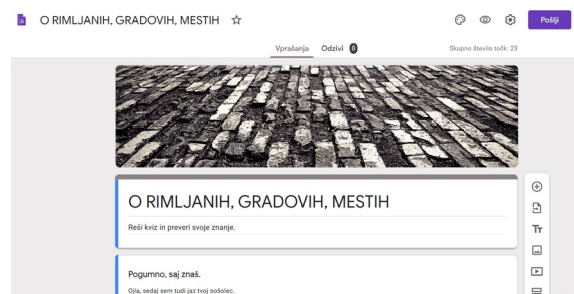 O RIMLJANIH, GRADOVIH, MESTIH
Pošlji
Vprašanja Odzivi 8
Skupno število točk: 23
O RIMLJANIH, GRADOVIH, MESTIH
Reši kviz in preveri svoje znanje.
Pogumno, saj znaš.
Ojla, sedaj sem tudi jaz tvoj sošolec.
Tт